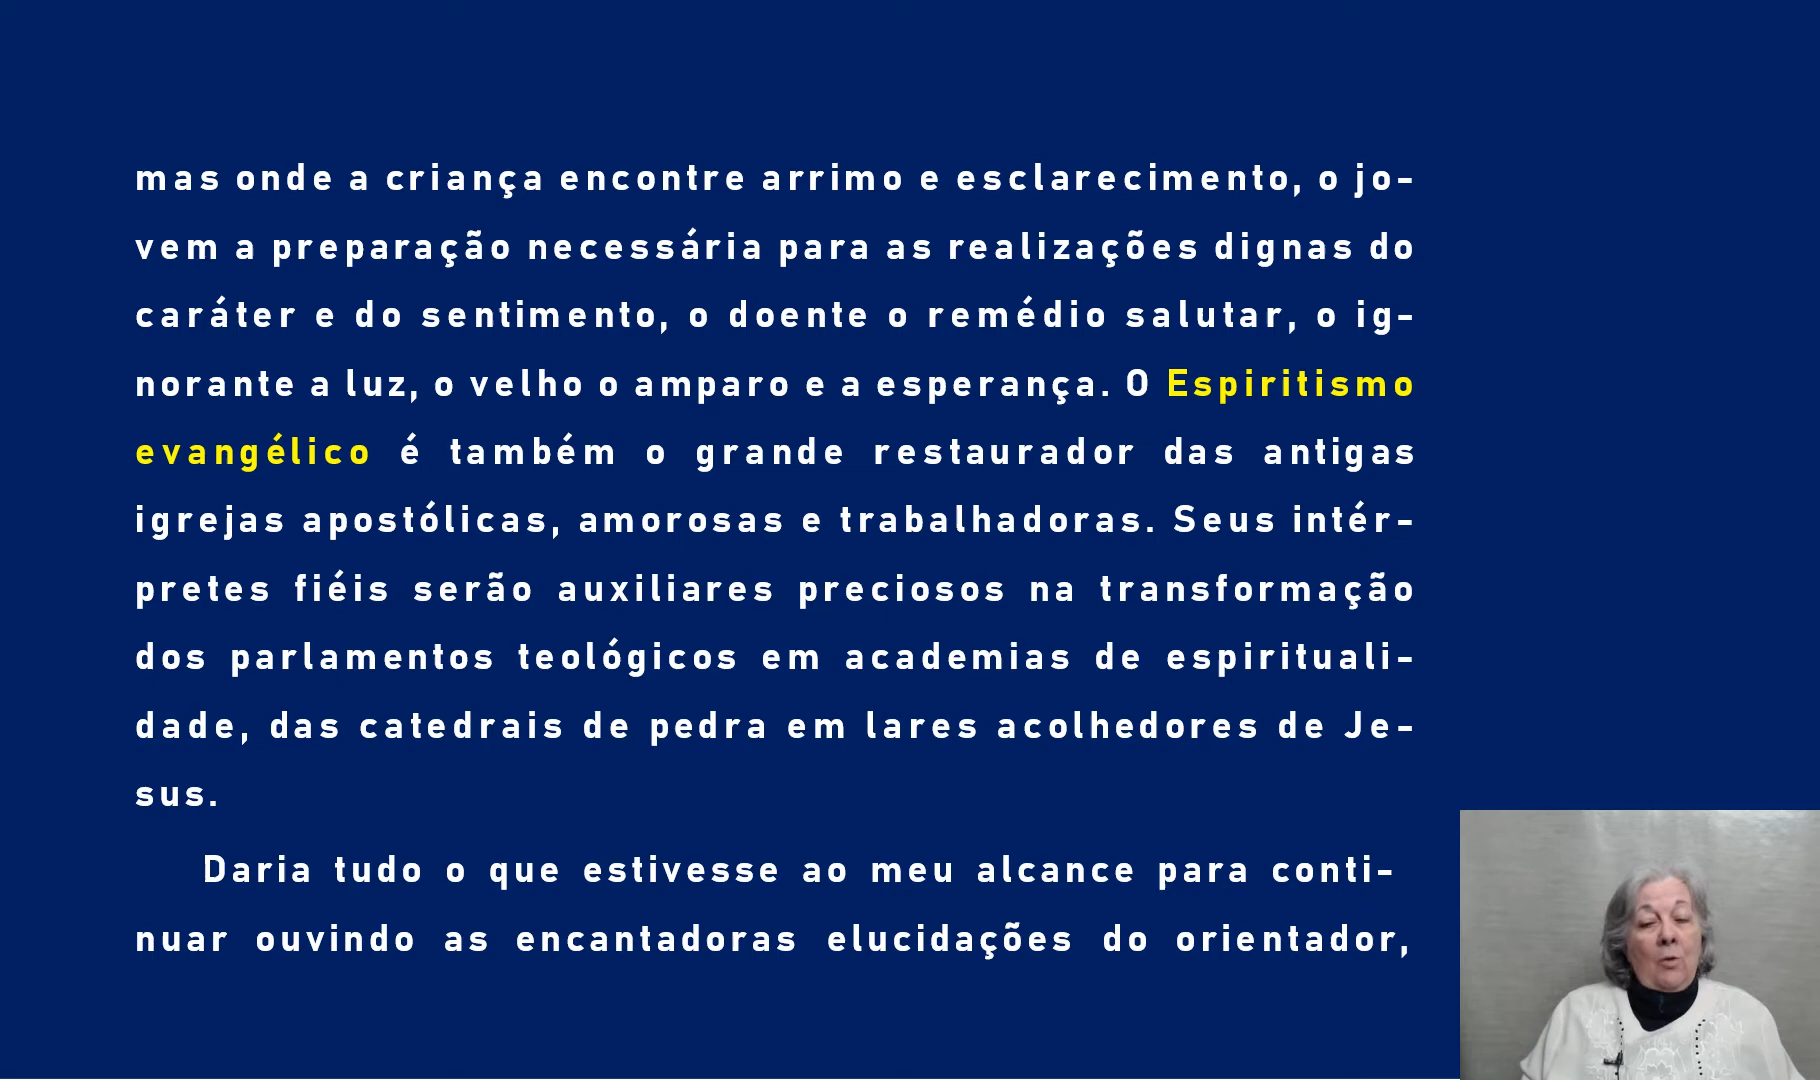 mas onde a criança encontre arrimo e esclarecimento, o jo-
vem a preparação necessária para as realizações dignas do
caráter e do sentimento, o doente o remédio salutar, o ig-
norante a luz, o velho o amparo e a esperança. O Espiritismo
evangélico é também o grande restaurador das antigas
igrejas apostólicas, amorosas e trabalhadoras. Seus intér-
pretes fiéis serão auxiliares preciosos na transformação
dos parlamentos teológicos em academias de espirituali-
dade, das catedrais de pedra em lares acolhedores de Je-
sus.
Daria tudo o que estivesse ao meu alcance para conti-
nuar ouvindo as encantadoras elucidações do orientador,